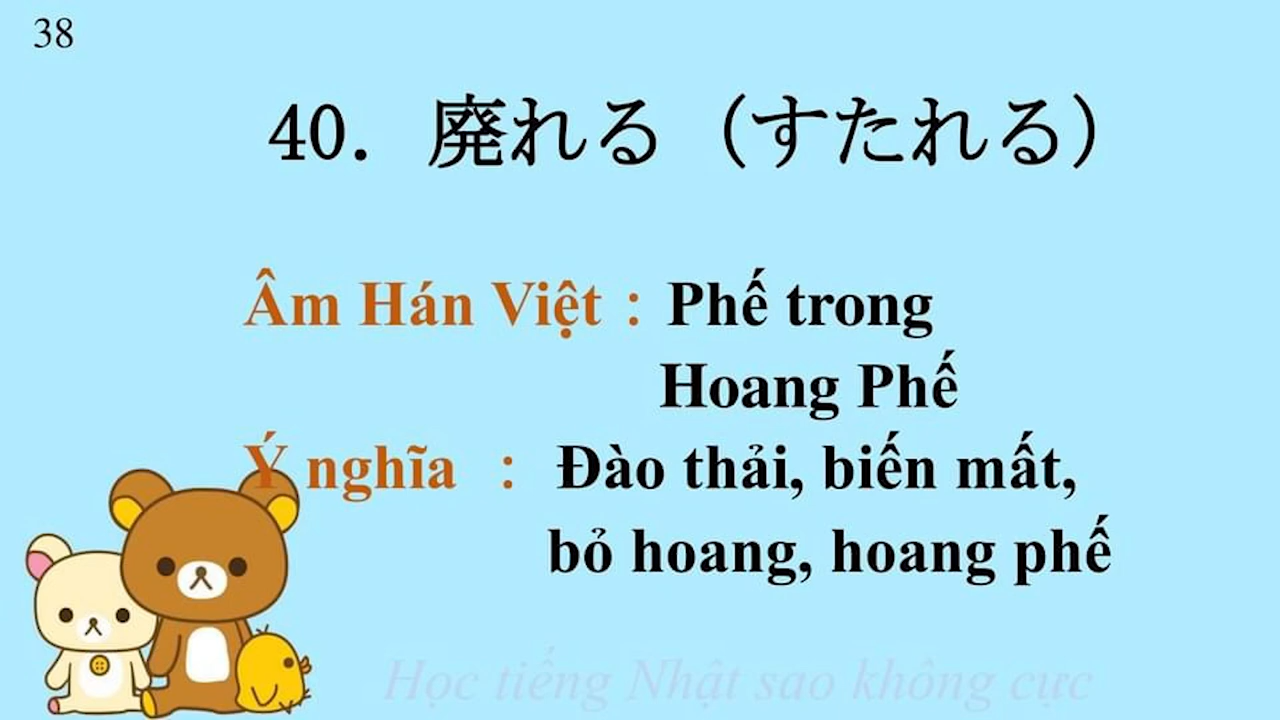 38
40. 廃れる（すたれる）
Âm Hán Việt : Phế trong
Hoang Phế
Ý nghĩa : Đào thải, biến mất,
bỏ hoang, hoang phế
Học tiếng Nhật sao không cực